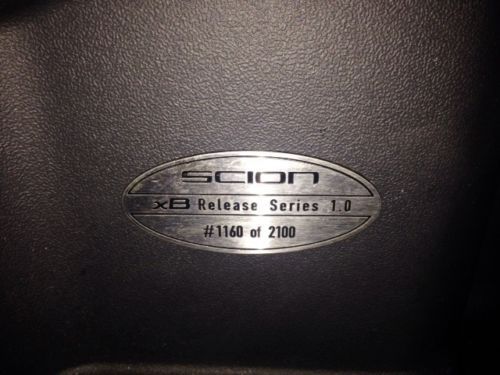 SCION
xB Release Series 1.0
#1160 of 2100